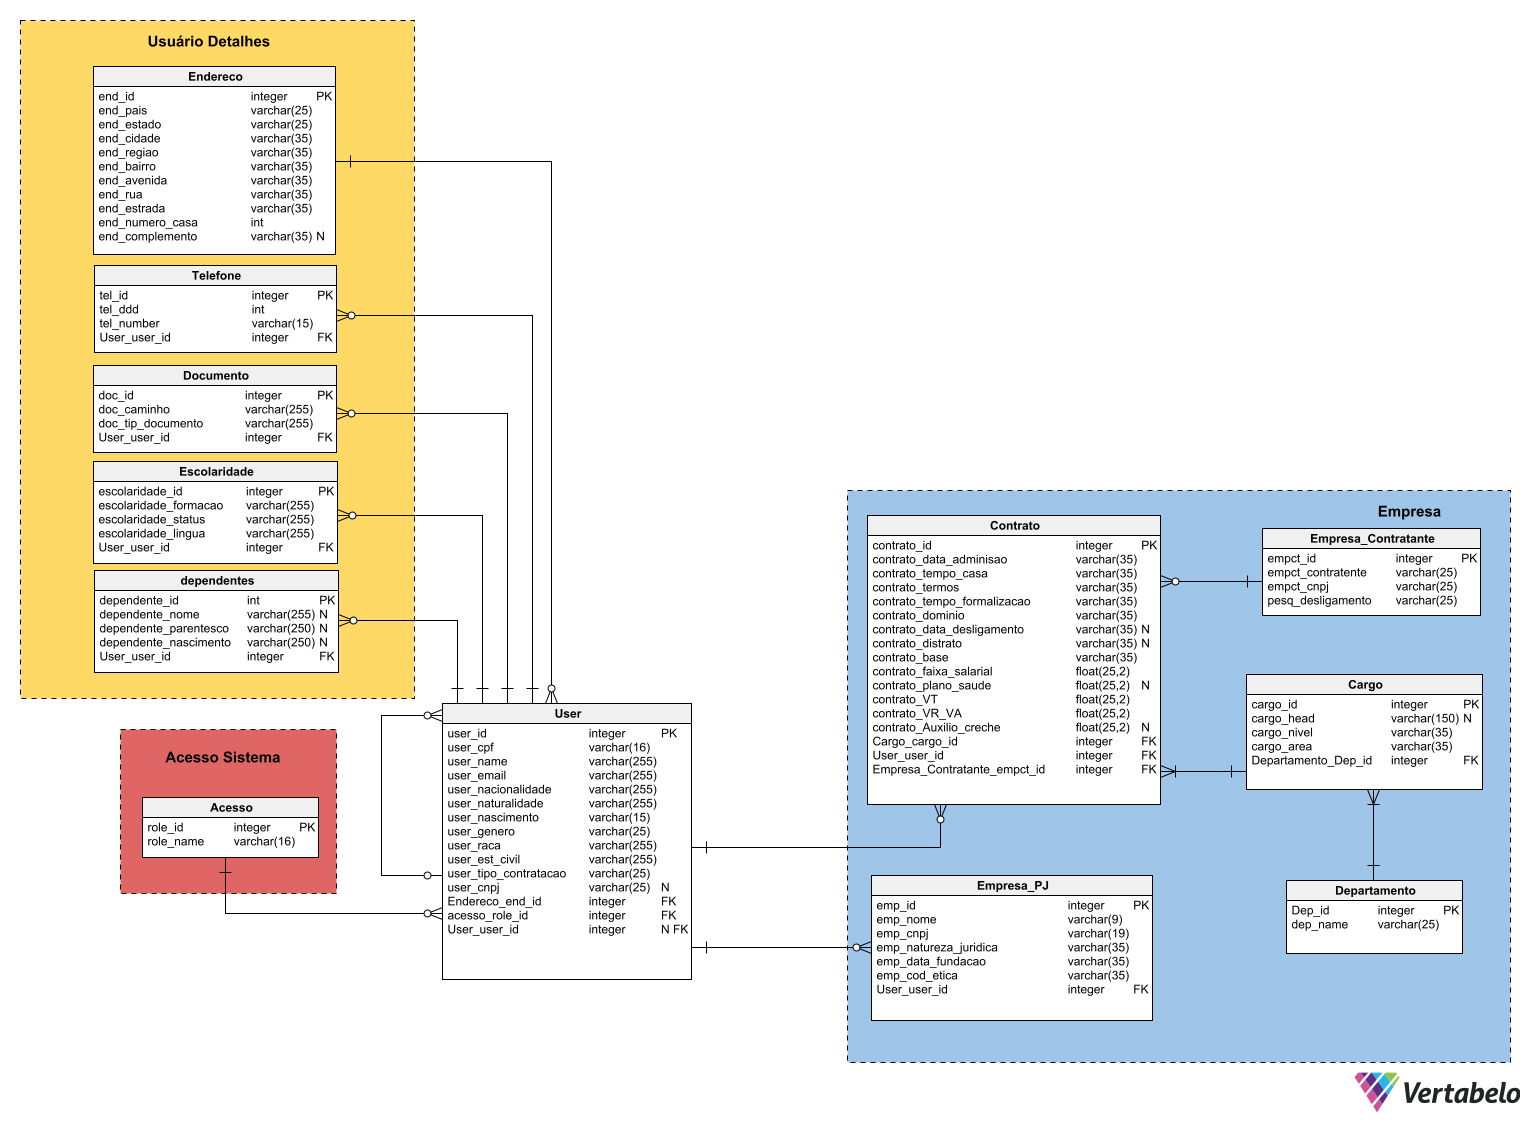 Usuário Detalhes
Endereco
end_id integer PK
end_pais varchar(25)
end_estado varchar(25)
end_cidade varchar(35)
end_regiao varchar(35)
end_bairro varchar(35)
end_avenida varchar(35)
end_rua varchar(35)
end_estrada varchar(35)
end_numero_casa int
end_complemento varchar(35) N
Telefone
tel_id integer PK
tel_ddd int
tel_number varchar(15)
User_user_id integer FK
Documento
doc_id integer PK
doc_caminho varchar(255)
doc_tip_documento varchar(255)
User_user_id integer FK
Escolaridade
escolaridade_id integer PK
escolaridade_formacao varchar(255)
escolaridade_status varchar(255)
escolaridade_lingua varchar(255)
User_user_id integer FK
dependentes
dependente_id int PK
dependente_nome varchar(255) N
dependente_parentesco varchar(250) N
dependente_nascimento varchar(250) N
User_user_id integer FK
Acesso Sistema
Acesso
role_id integer PK
role_name varchar(16)
User
user_id integer PK
user_cpf varchar(16)
user_name varchar(255)
user_email varchar(255)
user_nacionalidade varchar(255)
user_naturalidade varchar(255)
user_nascimento varchar(15)
user_genero varchar(25)
user_raca varchar(255)
user_est_civil varchar(255)
user_tipo_contratacao varchar(25)
user_cnpj varchar(25) N
Endereco_end_id integer FK
acesso_role_id integer FK
User_user_id integer N FK
Empresa
Contrato
contrato_id integer PK
contrato_data_adminisao varchar(35)
contrato_tempo_casa varchar(35)
contrato_termos varchar(35)
contrato_tempo_formalizacao varchar(35)
contrato_dominio varchar(35)
contrato_data_desligamento varchar(35) N
contrato_distrato varchar(35) N
contrato_base varchar(35)
contrato_faixa_salarial float(25,2)
contrato_plano_saude float(25,2) N
contrato_VT float(25,2)
contrato_VR_VA float(25,2)
contrato_Auxilio_creche float(25,2) N
Cargo_cargo_id integer FK
User_user_id integer FK
Empresa_Contratante_empct_id integer FK
Empresa_Contratante
empct_id integer PK
empct_contratente varchar(25)
empct_cnpj varchar(25)
pesq_desligamento varchar(25)
Cargo
cargo_id integer PK
cargo_head varchar(150) N
cargo_nivel varchar(35)
cargo_area varchar(35)
Departamento_Dep_id integer FK
Empresa_PJ
emp_id integer PK
emp_nome varchar(9)
emp_cnpj varchar(19)
emp_natureza_juridica varchar(35)
emp_data_fundacao varchar(35)
emp_cod_etica varchar(35)
User_user_id integer FK
Departamento
Dep_id integer PK
dep_name varchar(25)
Vertabelo